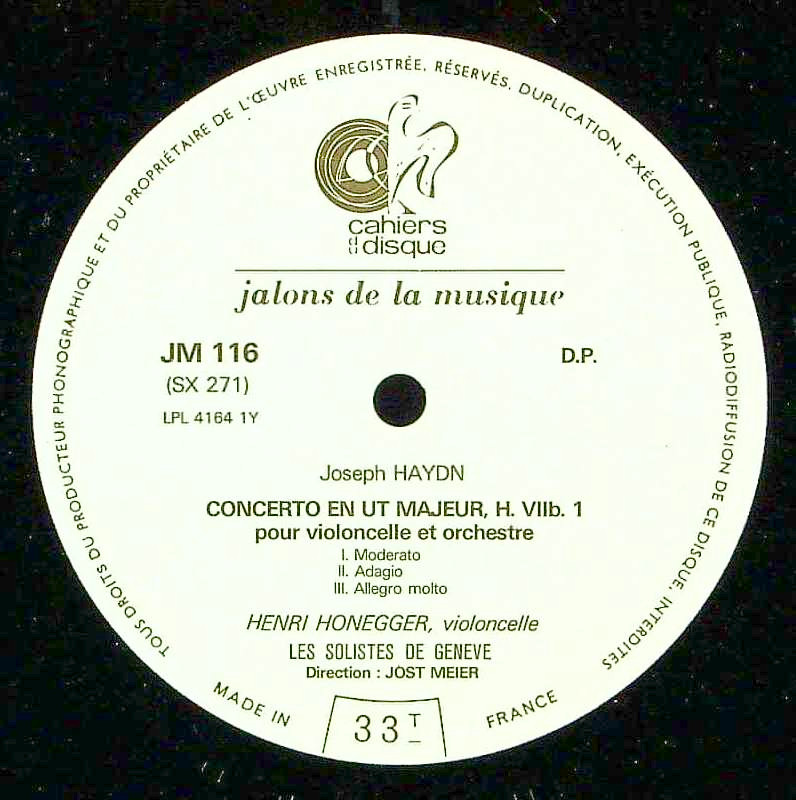 TOUS DROITS DU PRODUCTEUR PHONOGRAPHIQUE ET DU PROPRIÉTAIRE DE L'ŒUVRE ENREGISTRÉE, RÉSERVÉS, DUPLICATION, EXÉCUTION PUBLIQUE, RADIODIFFUSION DE CE DISQUE, INTERDITES
cahiers
du disque
jalons de la musique
JM 116
D.P.
(SX 271)
LPL 4164 1Y
Joseph HAYDN
CONCERTO EN UT MAJEUR, H. VIIb. 1
pour violoncelle et orchestre
I. Moderato
II. Adagio
III. Allegro molto
HENRI HONEGGER, violoncelle
LES SOLISTES DE GENEVE
Direction : JOST MEIER
MADE IN FRANCE
33 T